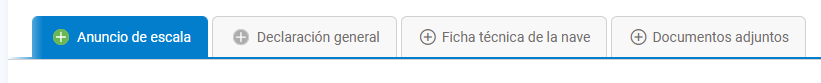 Anuncio de escala Declaración general Ficha técnica de la nave Documentos adjuntos